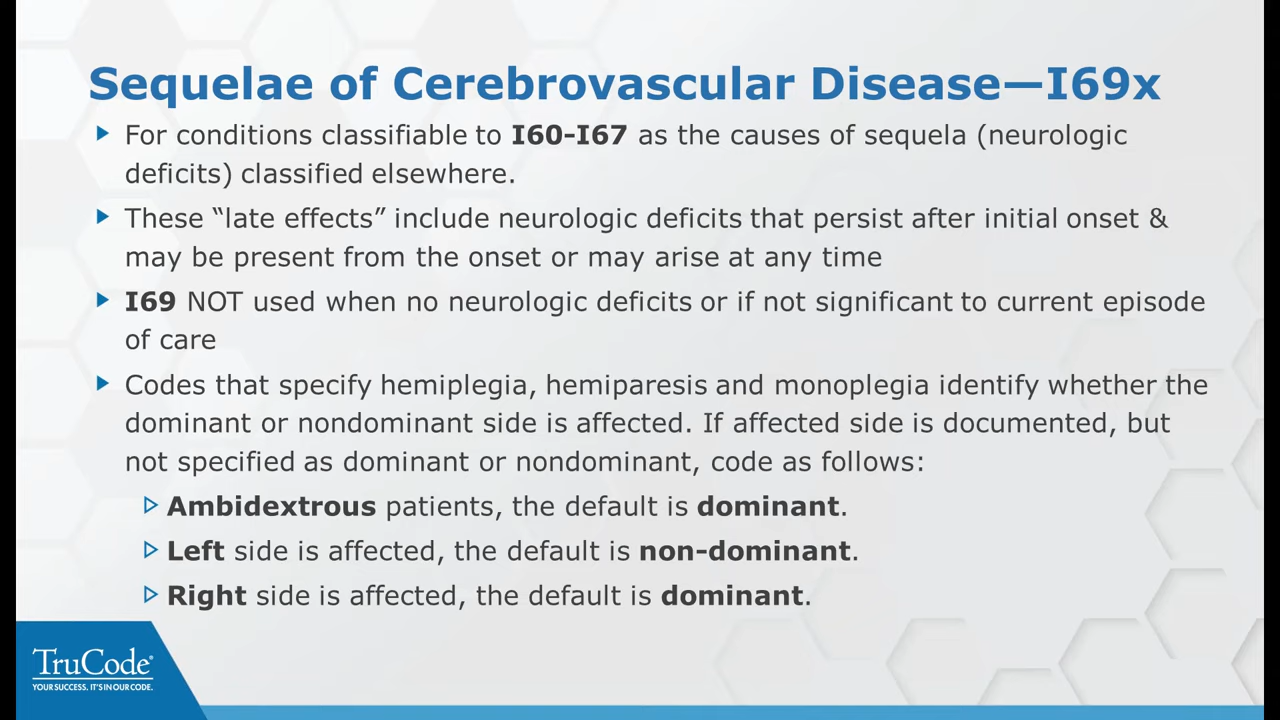 Sequelae of Cerebrovascular Disease—I69x
For conditions classifiable to I60-I67 as the causes of sequela (neurologic
deficits) classified elsewhere.
These “late effects” include neurologic deficits that persist after initial onset &
may be present from the onset or may arise at any time
I69 NOT used when no neurologic deficits or if not significant to current episode
of care
Codes that specify hemiplegia, hemiparesis and monoplegia identify whether the
dominant or nondominant side is affected. If affected side is documented, but
not specified as dominant or nondominant, code as follows:
Ambidextrous patients, the default is dominant.
Left side is affected, the default is non-dominant.
Right side is affected, the default is dominant.
TruCode®
YOUR SUCCESS. IT'S IN OUR CODE.